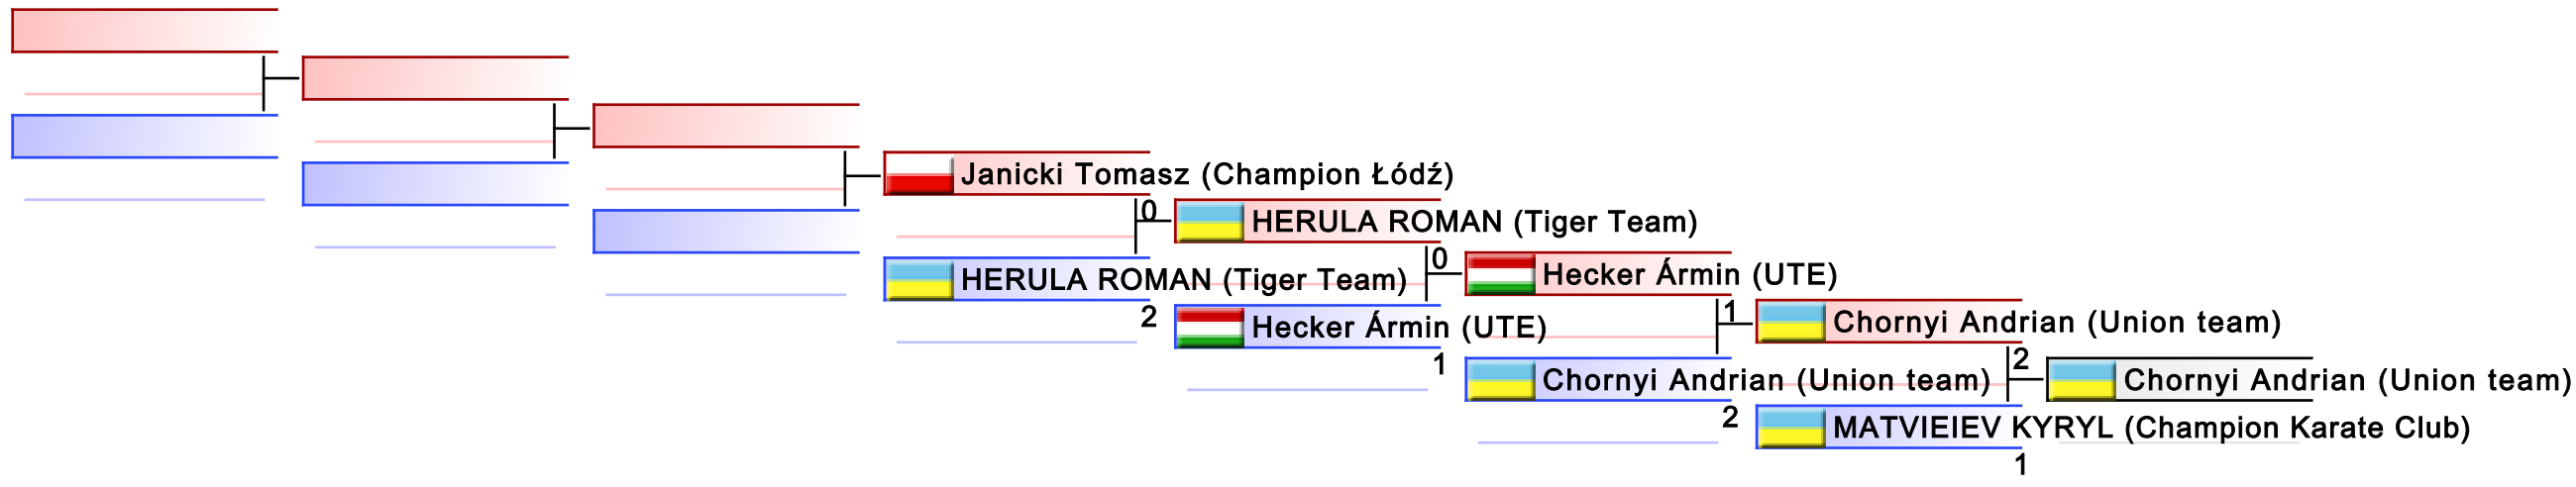 Janicki Tomasz (Champion Łódź)
0
HERULA ROMAN (Tiger Team)
HERULA ROMAN (Tiger Team)
2
0
Hecker Ármin (UTE)
Hecker Ármin (UTE)
1
1
Chornyi Andrian (Union team)
Chornyi Andrian (Union team)
2
2
Chornyi Andrian (Union team)
MATVIEIEV KYRYL (Champion Karate Club)
1